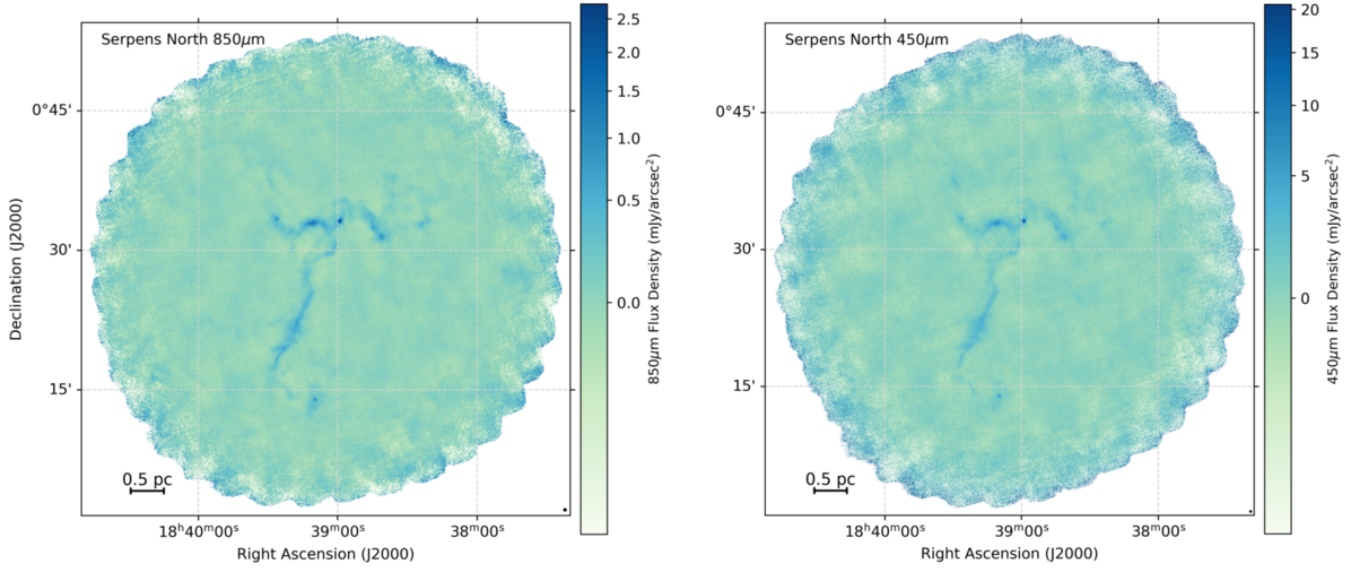 Serpens North 850μm
0°45'
30'
15'
Declination (J2000)
0.5 pc
18ʰ40ᵐ00ˢ
39ᵐ00ˢ
38ᵐ00ˢ
Right Ascension (J2000)
2.5
2.0
1.5
1.0
0.5
0.0
850μm Flux Density (mJy/arcsec²)
Serpens North 450μm
0°45'
30'
15'
0.5 pc
18ʰ40ᵐ00ˢ
39ᵐ00ˢ
38ᵐ00ˢ
Right Ascension (J2000)
20
15
10
5
0
450μm Flux Density (mJy/arcsec²)